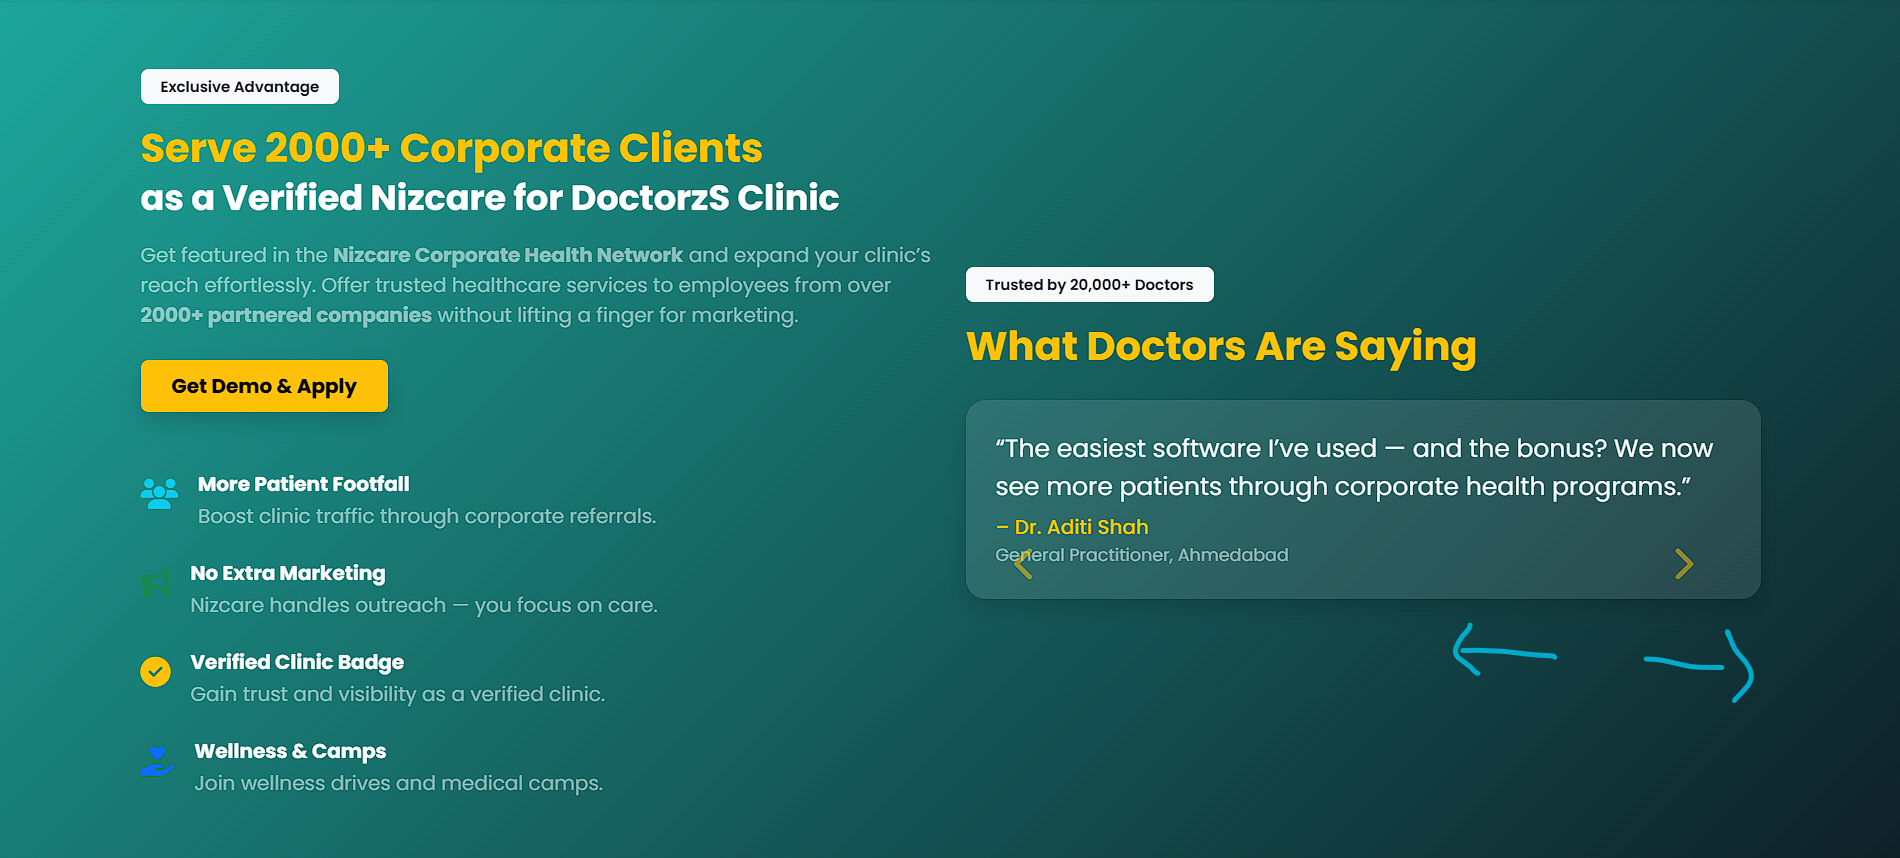 Exclusive Advantage
Serve 2000+ Corporate Clients
as a Verified Nizcare for DoctorzS Clinic
Get featured in the Nizcare Corporate Health Network and expand your clinic’s
reach effortlessly. Offer trusted healthcare services to employees from over
2000+ partnered companies without lifting a finger for marketing.
Get Demo & Apply
More Patient Footfall
Boost clinic traffic through corporate referrals.
No Extra Marketing
Nizcare handles outreach — you focus on care.
Verified Clinic Badge
Gain trust and visibility as a verified clinic.
Wellness & Camps
Join wellness drives and medical camps.
Trusted by 20,000+ Doctors
What Doctors Are Saying
“The easiest software I’ve used — and the bonus? We now
see more patients through corporate health programs.”
– Dr. Aditi Shah
General Practitioner, Ahmedabad